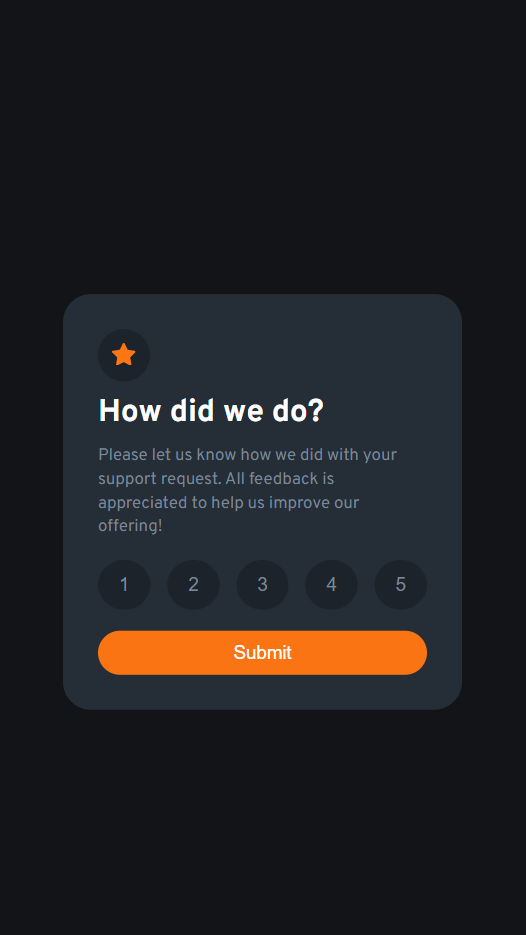 How did we do?
Please let us know how we did with your
support request. All feedback is
appreciated to help us improve our
offering!
1 2 3 4 5
Submit